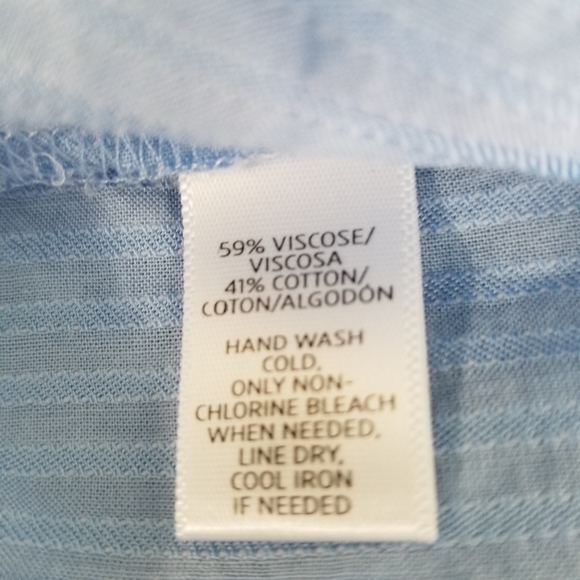 59% VISCOSE/
VISCOSA
41% COTTON/
COTON/ALGODÓN
HAND WASH
COLD,
ONLY NON-
CHLORINE BLEACH
WHEN NEEDED,
LINE DRY,
COOL IRON
IF NEEDED